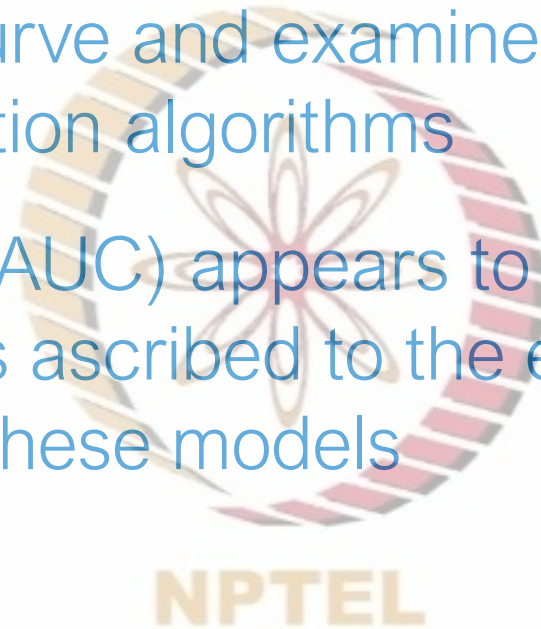 urve and examine
tion algorithms
AUC) appears to
s ascribed to the e
hese models
NPTEL